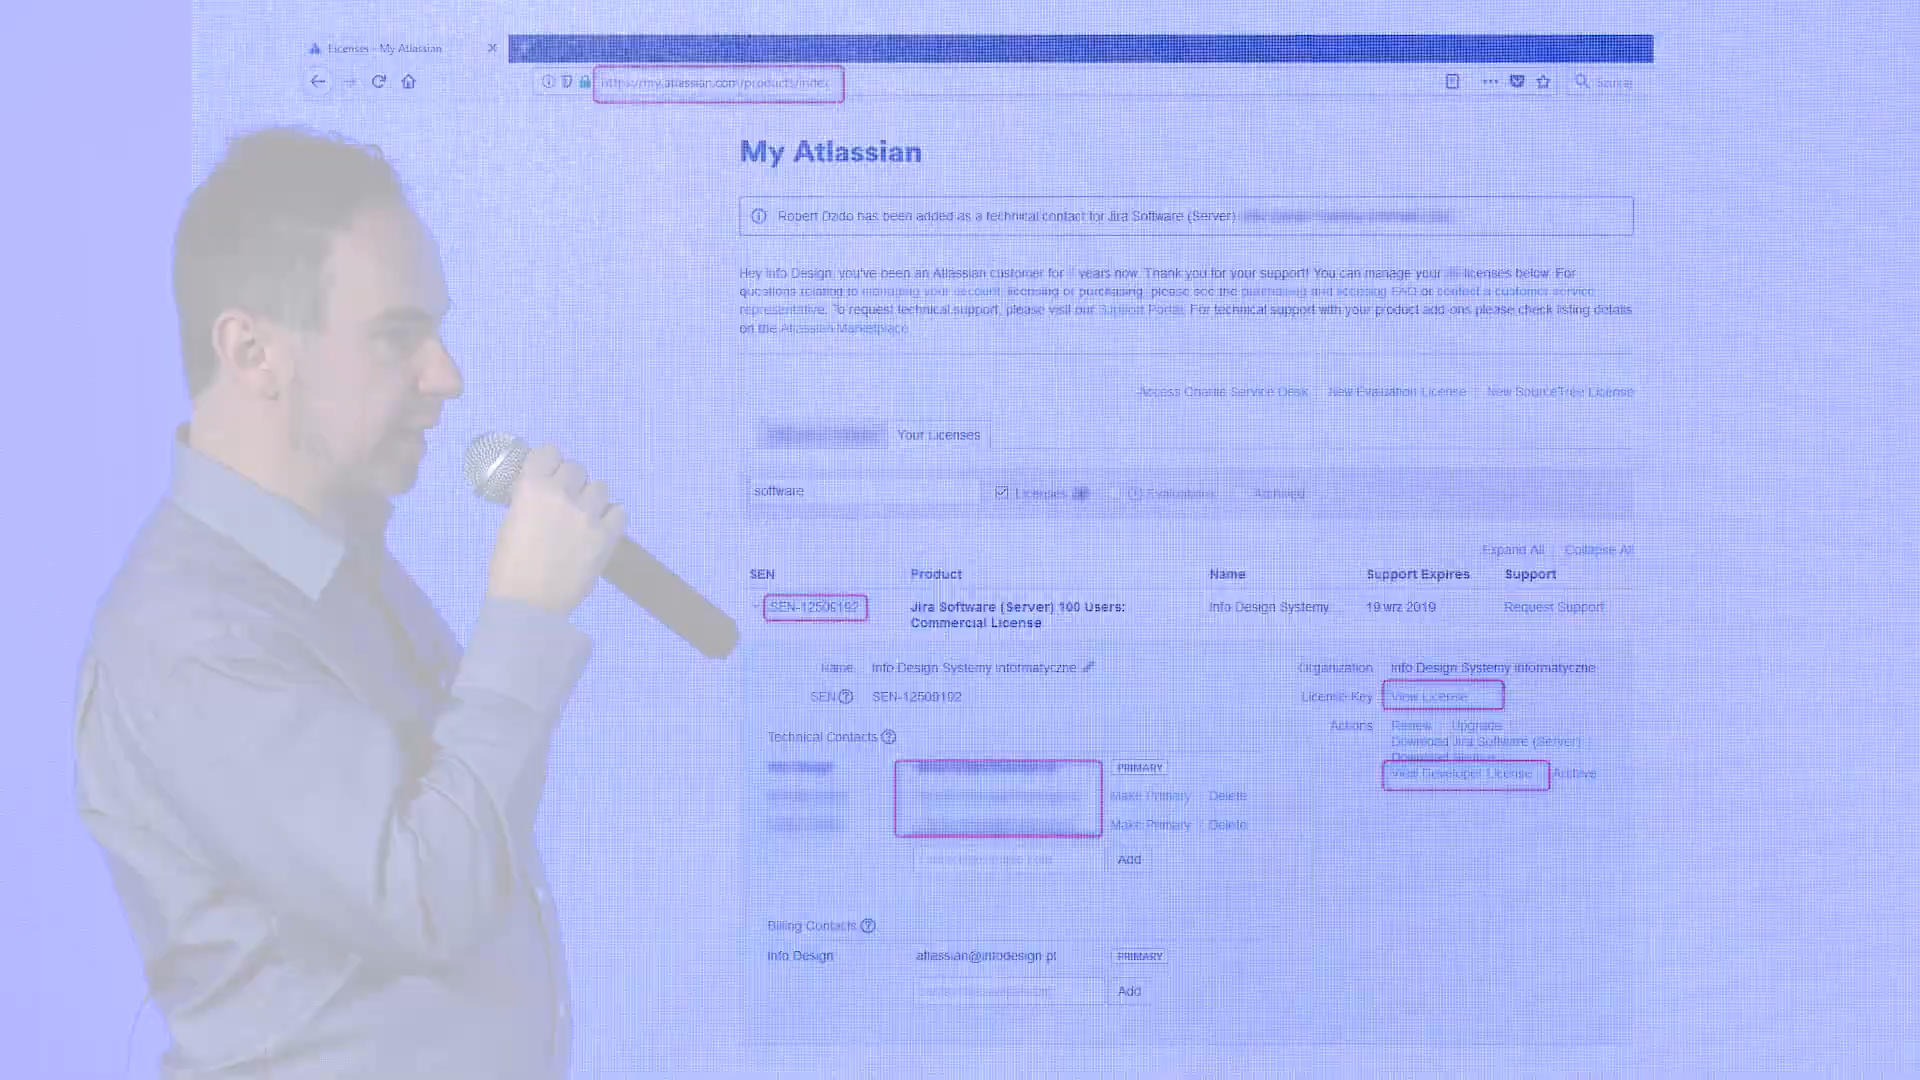 Licenses - My Atlassian
https://my.atlassian.com/products/index
Szukaj
My Atlassian
Robert Dzido has been added as a technical contact for Jira Software (Server)
Hey Info Design, you've been an Atlassian customer for years now. Thank you for your support! You can manage your licenses below. For
questions relating to managing your account, licensing or purchasing, please see the purchasing and licensing FAQ or contact a customer service
representative. To request technical support, please visit our Support Portal. For technical support with your product add-ons please check listing details
on the Atlassian Marketplace.
Access Charlie Service Desk New Evaluation License New SourceTree License
Your Licenses
software Licenses Evaluations Archived
Expand All Collapse All
SEN Product Name Support Expires Support
SEN-12509192 Jira Software (Server) 100 Users: Info Design Systemy 19 wrz 2019 Request Support
Commercial License
Name Info Design Systemy Informatyczne Organization Info Design Systemy Informatyczne
SEN SEN-12509192 License Key View License
Actions Renew Upgrade
Technical Contacts
Download Jira Software (Server)
PRIMARY
View Developer License Archive
Make Primary Delete
Make Primary Delete
Add
Billing Contacts
Info Design atlassian@infodesign.pl PRIMARY
Add